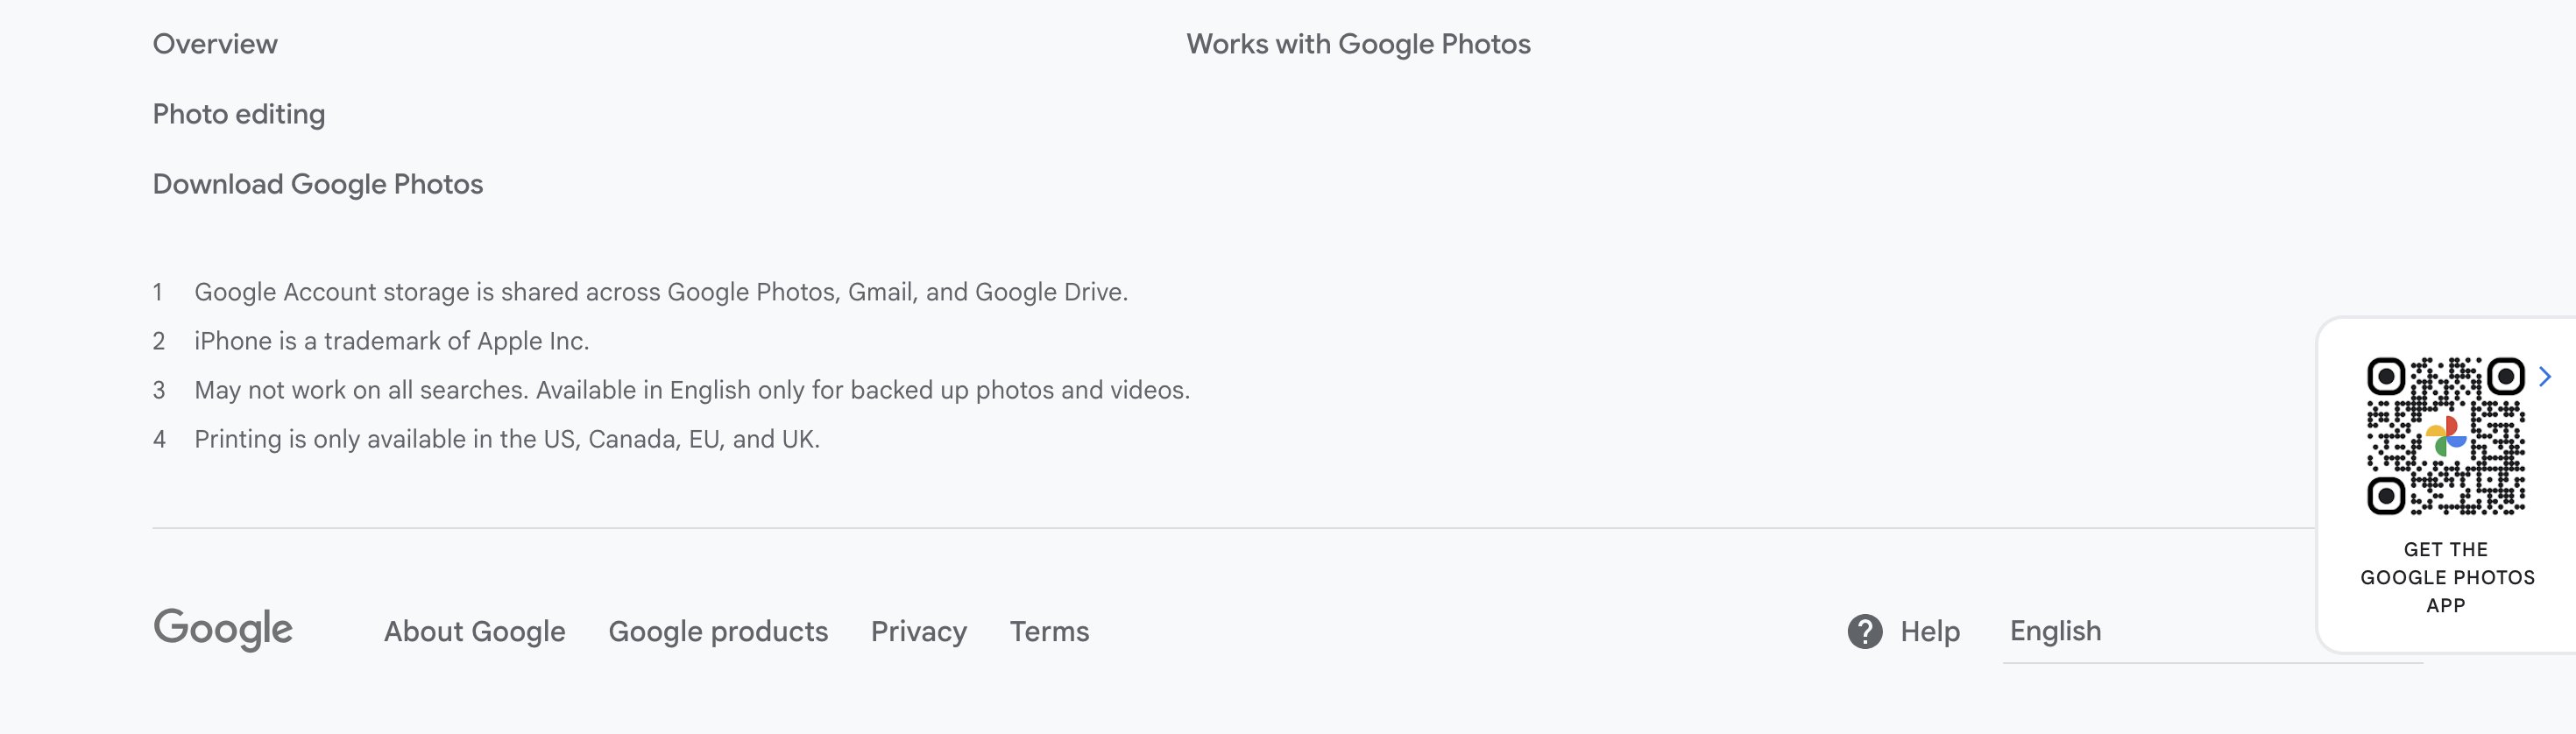 Overview
Works with Google Photos
Photo editing
Download Google Photos
1 Google Account storage is shared across Google Photos, Gmail, and Google Drive.
2 iPhone is a trademark of Apple Inc.
3 May not work on all searches. Available in English only for backed up photos and videos.
4 Printing is only available in the US, Canada, EU, and UK.
GET THE
GOOGLE PHOTOS
APP
Google About Google Google products Privacy Terms
? Help English